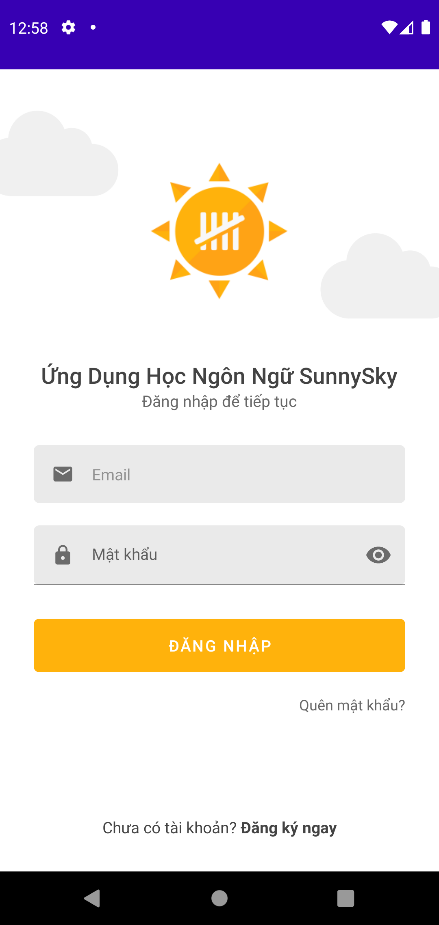 12:58
Ứng Dụng Học Ngôn Ngữ SunnySky
Đăng nhập để tiếp tục
Email
Mật khẩu
ĐĂNG NHẬP
Quên mật khẩu?
Chưa có tài khoản? Đăng ký ngay